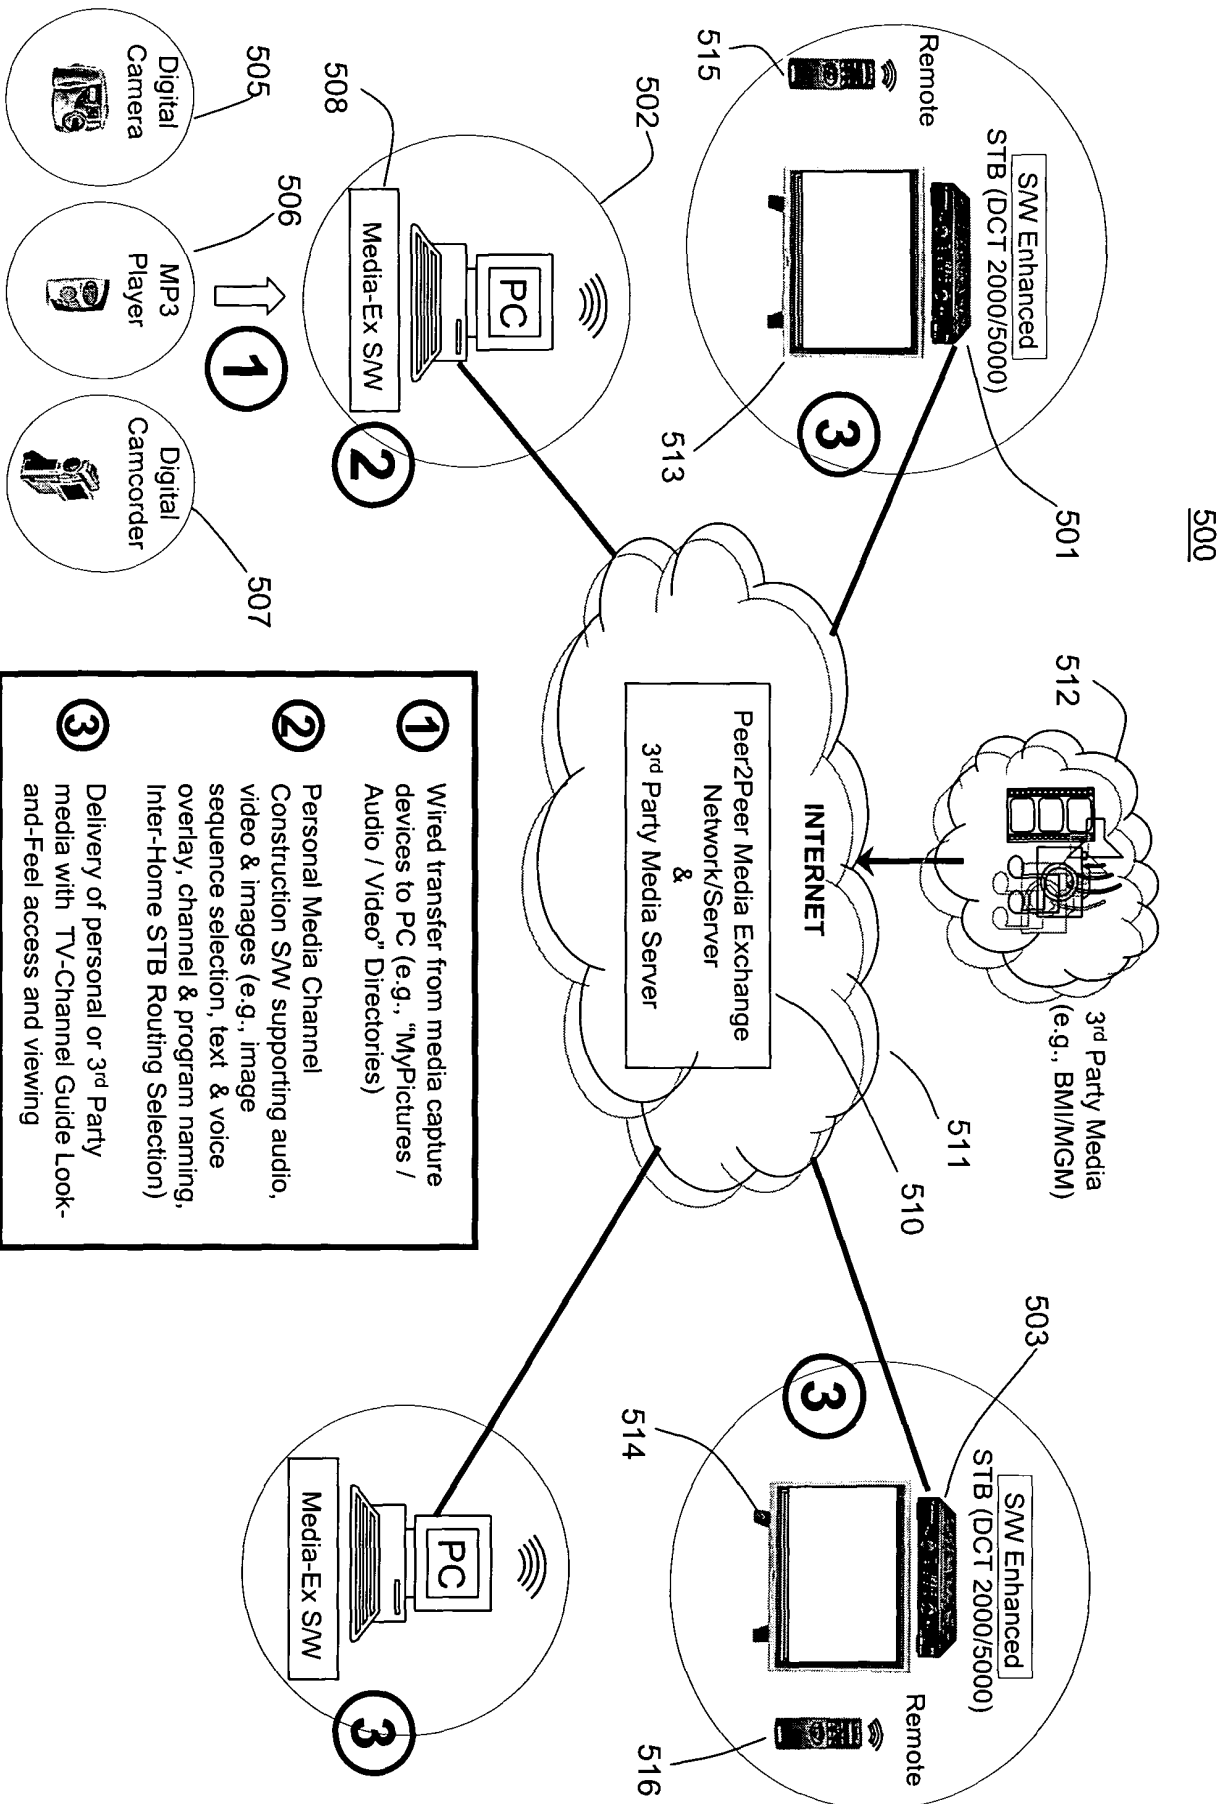 500
512
3rd Party Media
(e.g., BMI/MGM)
S/W Enhanced
STB (DCT 2000/5000)
501
Remote
515
513
3
503
S/W Enhanced
STB (DCT 2000/5000)
Remote
516
514
3
INTERNET
Peer2Peer Media Exchange
Network/Server
&
3rd Party Media Server
511
510
502
PC
Media-Ex S/W
508
2
PC
Media-Ex S/W
3
1
505
Digital
Camera
506
MP3
Player
507
Digital
Camcorder
1
Wired transfer from media capture
devices to PC (e.g., “MyPictures /
Audio / Video” Directories)
2
Personal Media Channel
Construction S/W supporting audio,
video & images (e.g., image
sequence selection, text & voice
overlay, channel & program naming,
Inter-Home STB Routing Selection)
3
Delivery of personal or 3rd Party
media with TV-Channel Guide Look-
and-Feel access and viewing